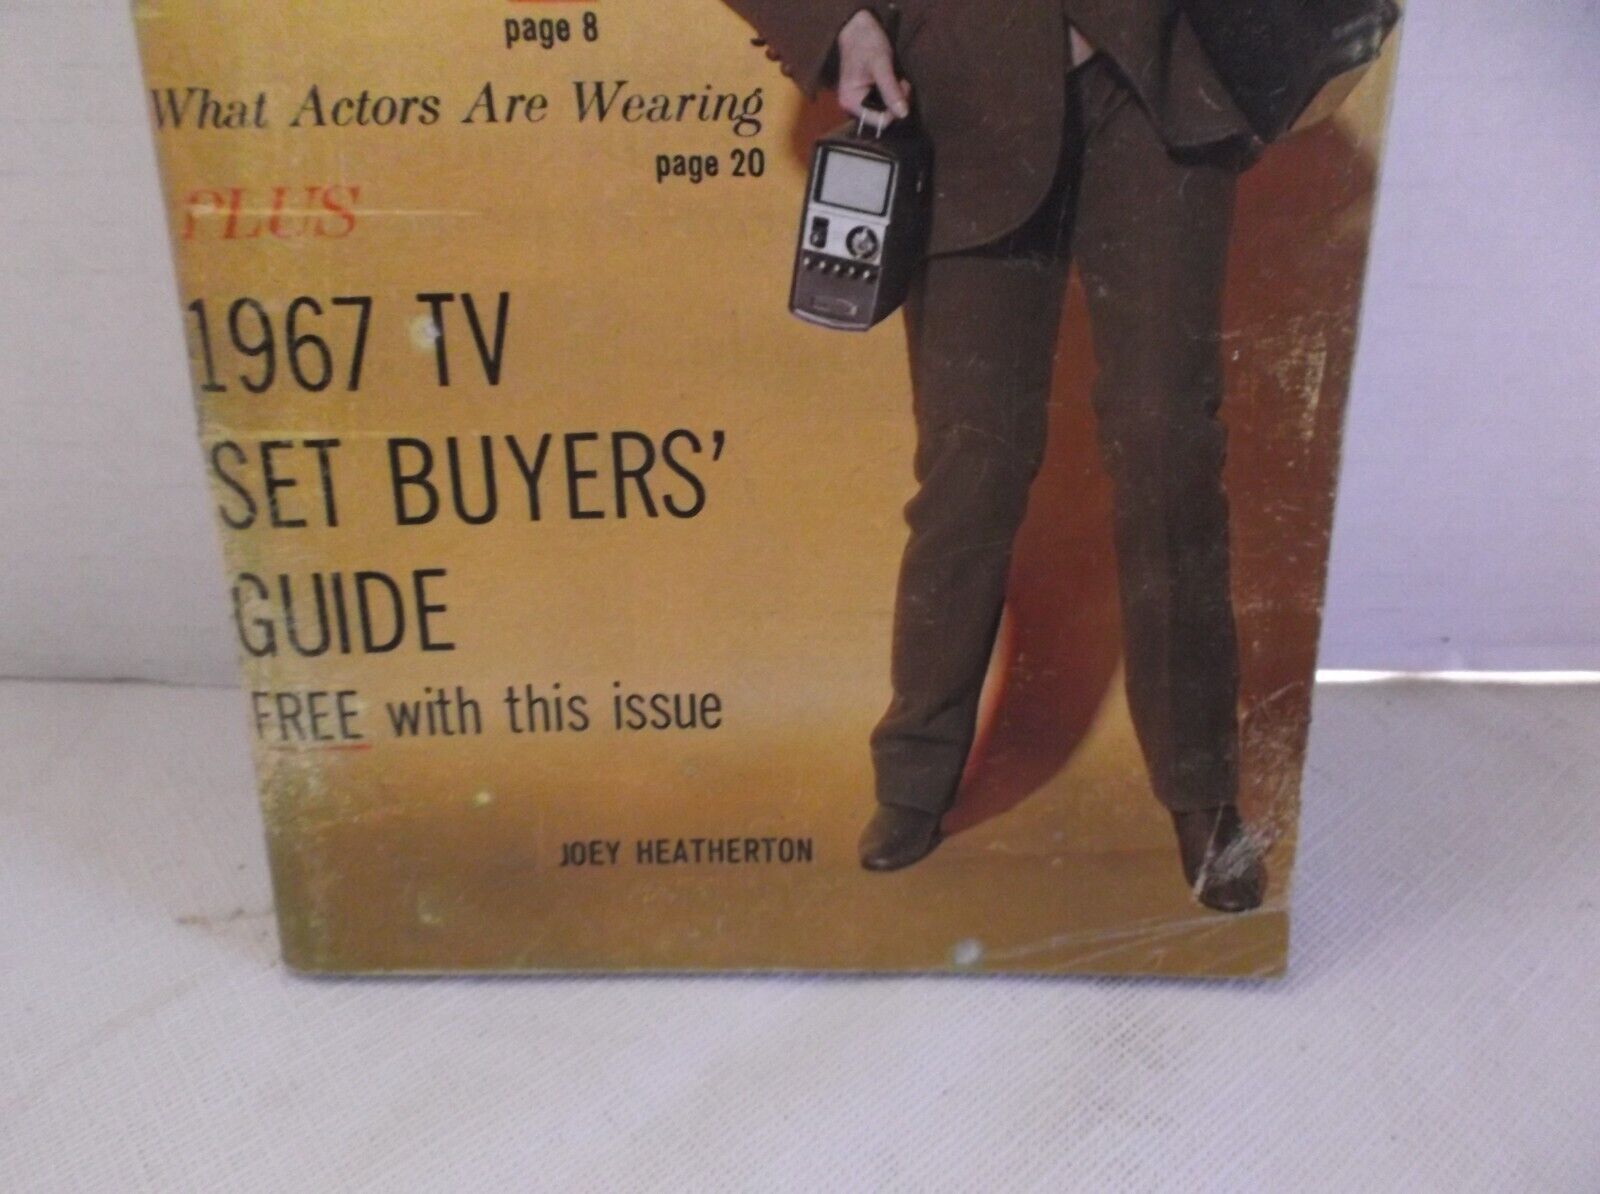 page 8
What Actors Are Wearing
page 20
PLUS
1967 TV
SET BUYERS'
GUIDE
FREE with this issue
JOEY HEATHERTON